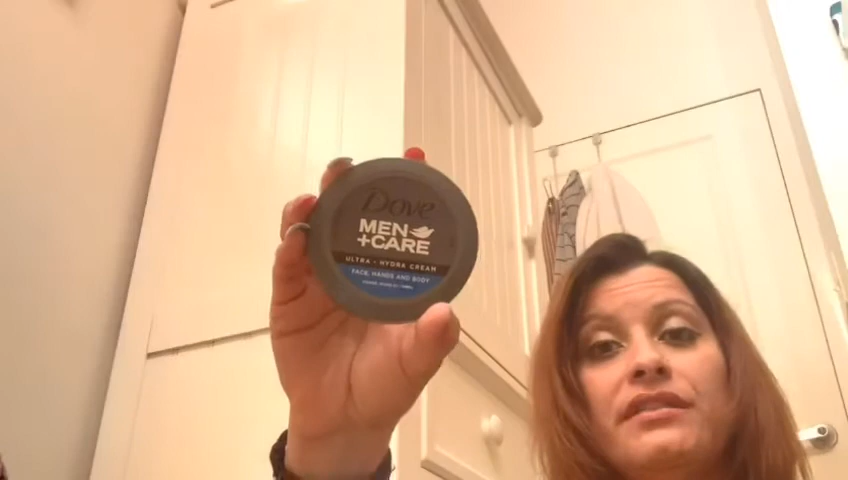 Dove
MEN
+CARE
ULTRA - HYDRA CREAM
FACE, HANDS AND BODY